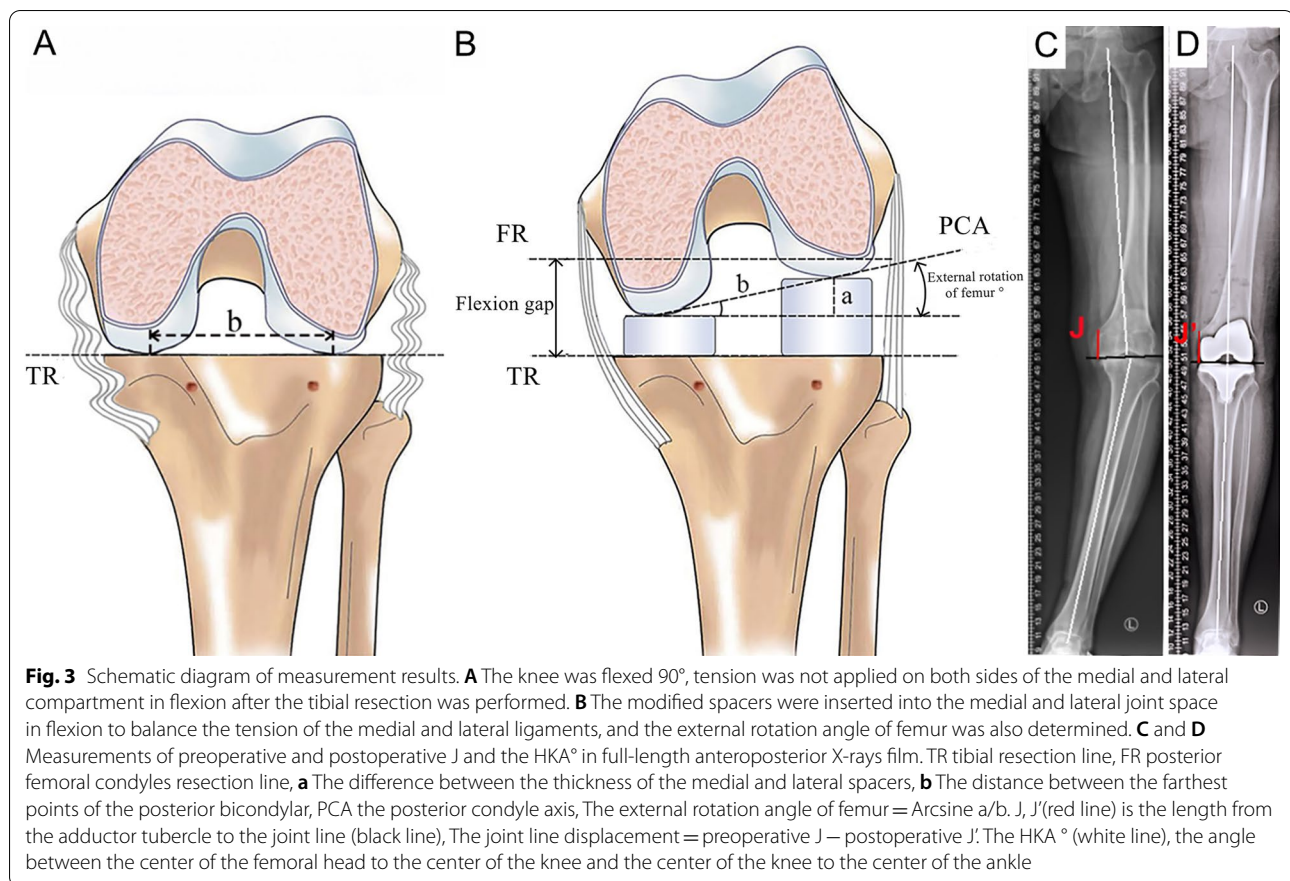 A
B
C
D
FR
PCA
External rotation
of femur °
Flexion gap
b
a
b
TR
TR
J
J'
L
L
Fig. 3 Schematic diagram of measurement results. A The knee was flexed 90°, tension was not applied on both sides of the medial and lateral
compartment in flexion after the tibial resection was performed. B The modified spacers were inserted into the medial and lateral joint space
in flexion to balance the tension of the medial and lateral ligaments, and the external rotation angle of femur was also determined. C and D
Measurements of preoperative and postoperative J and the HKA° in full-length anteroposterior X-rays film. TR tibial resection line, FR posterior
femoral condyles resection line, a The difference between the thickness of the medial and lateral spacers, b The distance between the farthest
points of the posterior bicondylar, PCA the posterior condyle axis, The external rotation angle of femur = Arcsine a/b. J, J'(red line) is the length from
the adductor tubercle to the joint line (black line), The joint line displacement = preoperative J − postoperative J'. The HKA ° (white line), the angle
between the center of the femoral head to the center of the knee and the center of the knee to the center of the ankle